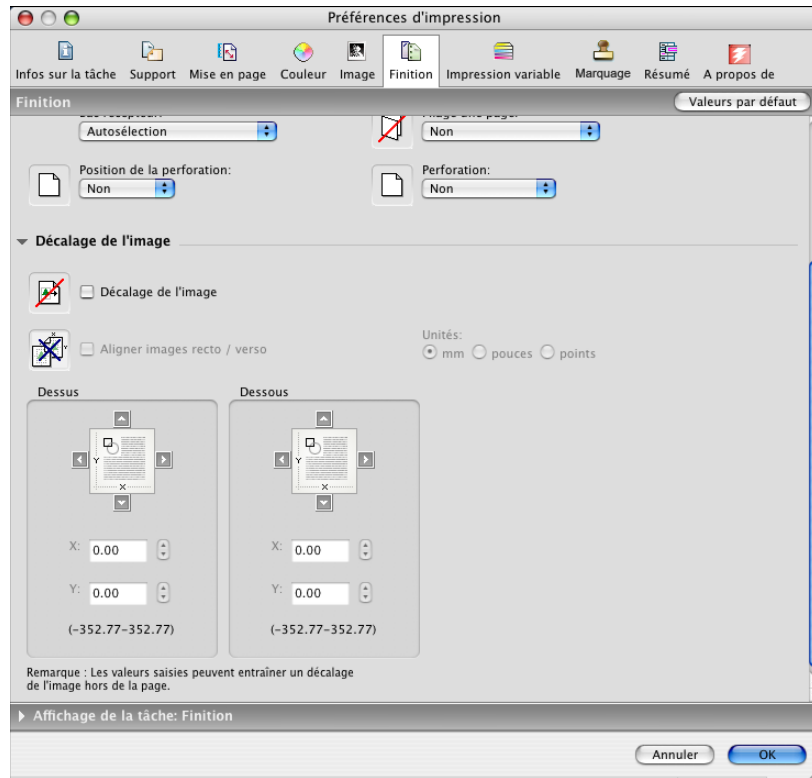 Préférences d'impression
Infos sur la tâche Support Mise en page Couleur Image Finition Impression variable Marquage Résumé A propos de
Finition Valeurs par défaut
Autosélection Non
Position de la perforation: Perforation:
Non Non
Décalage de l'image
Décalage de l'image
Aligner images recto / verso
Unités:
mm pouces points
Dessus Dessous
Y Y
X X
X: 0.00 X: 0.00
Y: 0.00 Y: 0.00
(-352.77-352.77) (-352.77-352.77)
Remarque : Les valeurs saisies peuvent entraîner un décalage
de l'image hors de la page.
Affichage de la tâche: Finition
Annuler OK